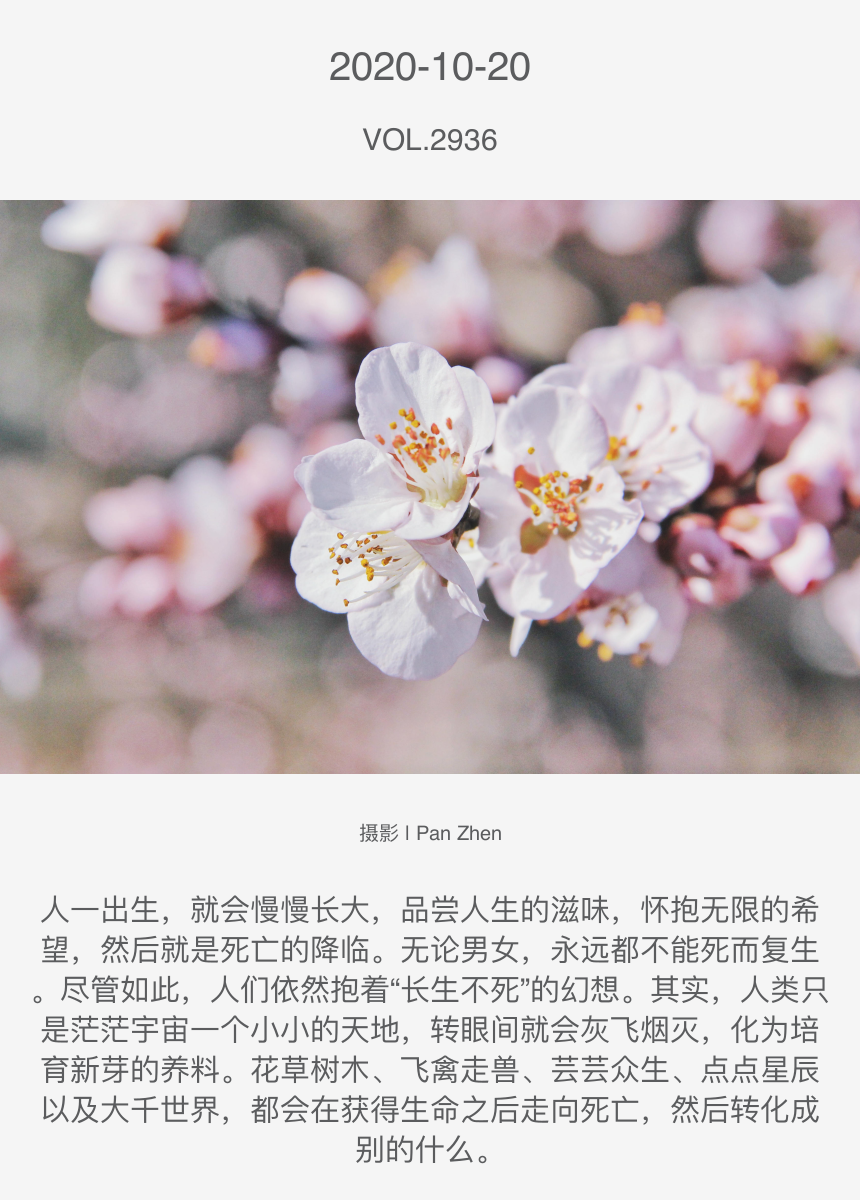 2020-10-20
VOL.2936
摄影 l Pan Zhen
人一出生，就会慢慢长大，品尝人生的滋味，怀抱无限的希
望，然后就是死亡的降临。无论男女，永远都不能死而复生
。尽管如此，人们依然抱着“长生不死”的幻想。其实，人类只
是茫茫宇宙一个小小的天地，转眼间就会灰飞烟灭，化为培
育新芽的养料。花草树木、飞禽走兽、芸芸众生、点点星辰
以及大千世界，都会在获得生命之后走向死亡，然后转化成
别的什么。